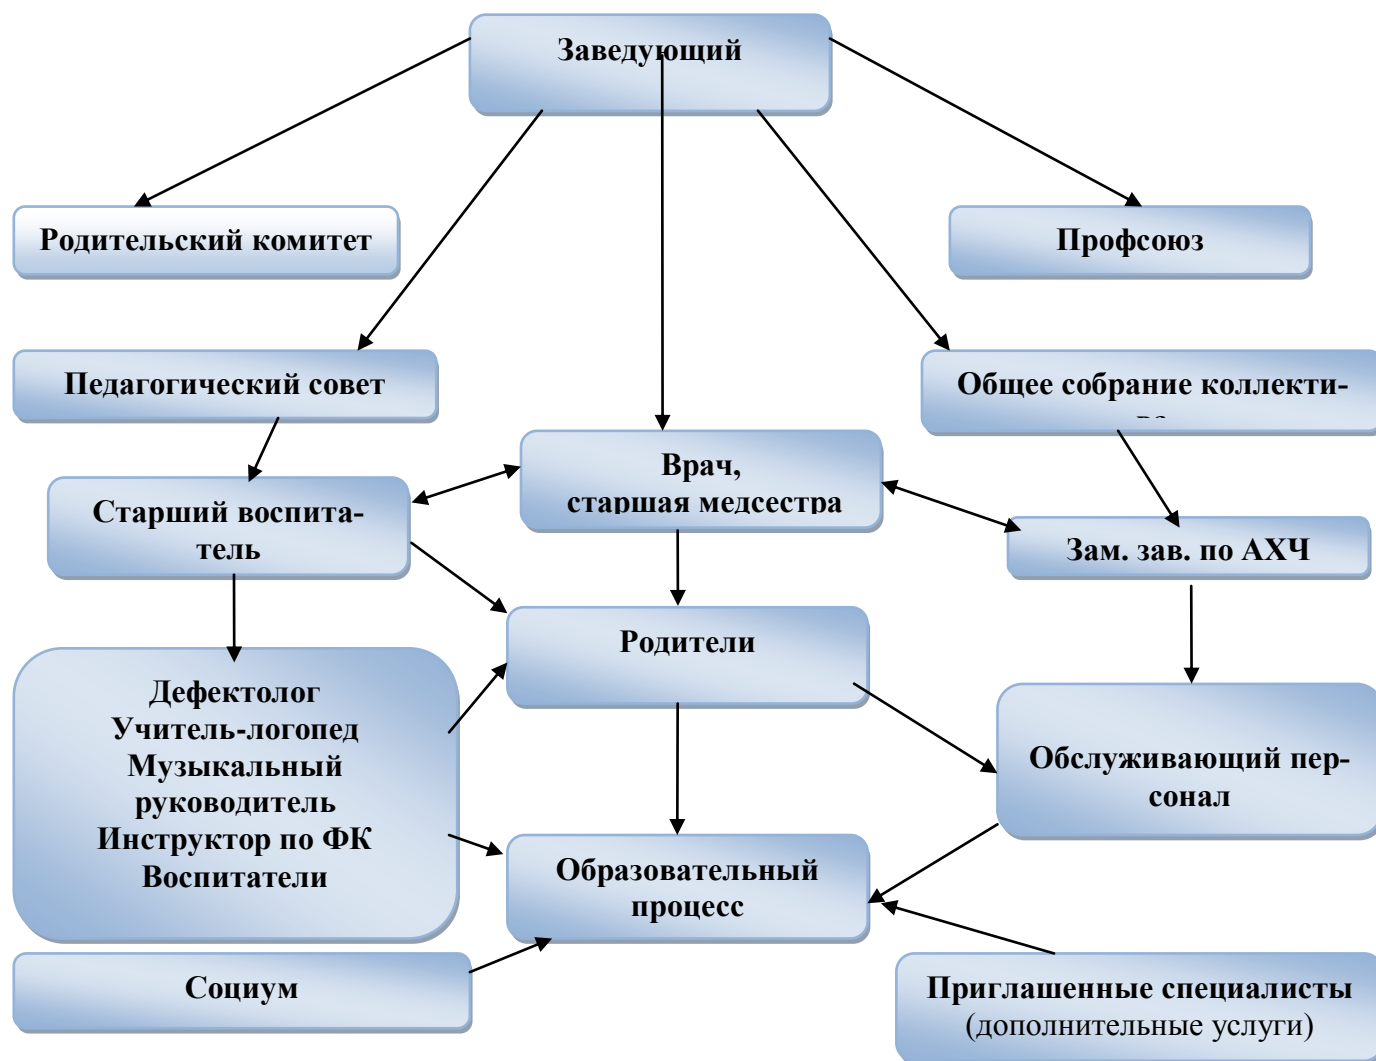 Заведующий
Родительский комитет
Профсоюз
Педагогический совет
Общее собрание коллекти-
Врач,
старшая медсестра
Старший воспита-
тель
Зам. зав. по АХЧ
Родители
Дефектолог
Учитель-логопед
Музыкальный
руководитель
Инструктор по ФК
Воспитатели
Обслуживающий пер-
сонал
Образовательный
процесс
Социум
Приглашенные специалисты
(дополнительные услуги)